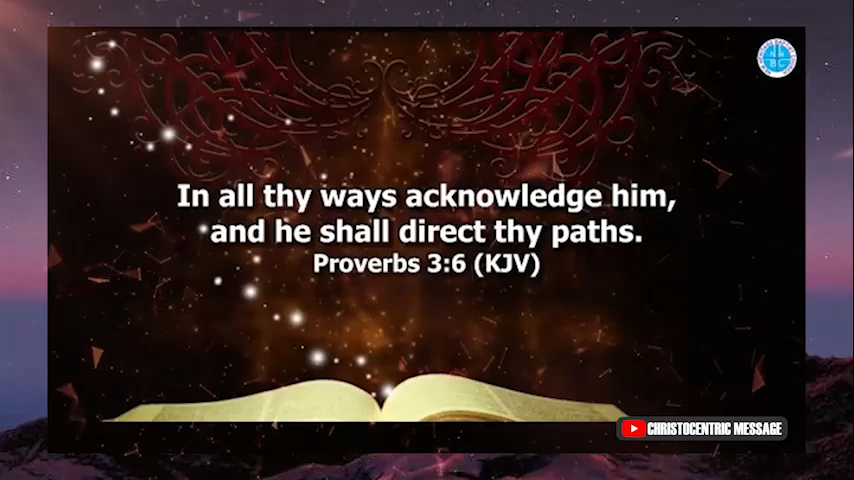 In all thy ways acknowledge him,
and he shall direct thy paths.
Proverbs 3:6 (KJV)
CHRISTOCENTRIC MESSAGE